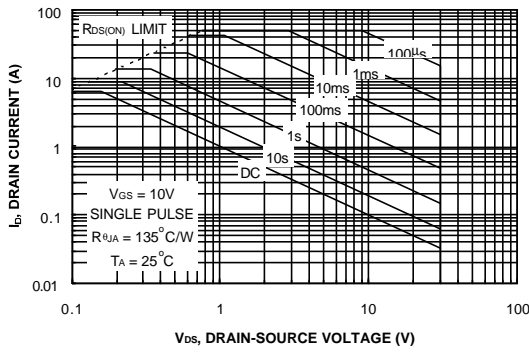 100
10
1
0.1
0.01
0.1
1
10
100
ID, DRAIN CURRENT (A)
VDS, DRAIN-SOURCE VOLTAGE (V)
RDS(ON) LIMIT
100µs
1ms
10ms
100ms
1s
10s
DC
VGS = 10V
SINGLE PULSE
RθJA = 135°C/W
TA = 25°C